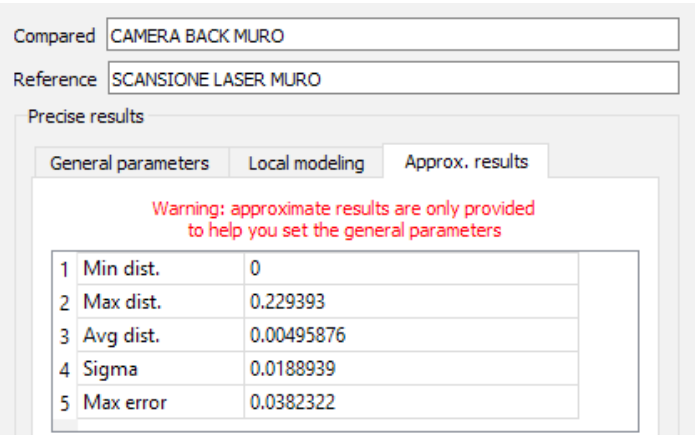 Compared CAMERA BACK MURO
Reference SCANSIONE LASER MURO
Precise results
General parameters Local modeling Approx. results
Warning: approximate results are only provided
to help you set the general parameters
1 Min dist. 0
2 Max dist. 0.229393
3 Avg dist. 0.00495876
4 Sigma 0.0188939
5 Max error 0.0382322